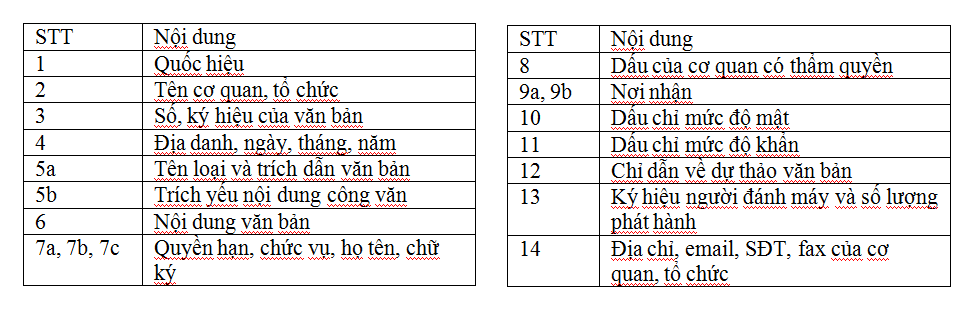 STT Nội dung
1 Quốc hiệu
2 Tên cơ quan, tổ chức
3 Số, ký hiệu của văn bản
4 Địa danh, ngày, tháng, năm
5a Tên loại và trích dẫn văn bản
5b Trích yếu nội dung công văn
6 Nội dung văn bản
7a, 7b, 7c Quyền hạn, chức vụ, họ tên, chữ
ký
STT Nội dung
8 Dấu của cơ quan có thẩm quyền
9a, 9b Nơi nhận
10 Dấu chỉ mức độ mật
11 Dấu chỉ mức độ khẩn
12 Chỉ dẫn về dự thảo văn bản
13 Ký hiệu người đánh máy và số lượng
phát hành
14 Địa chỉ, email, SĐT, fax của cơ
quan, tổ chức